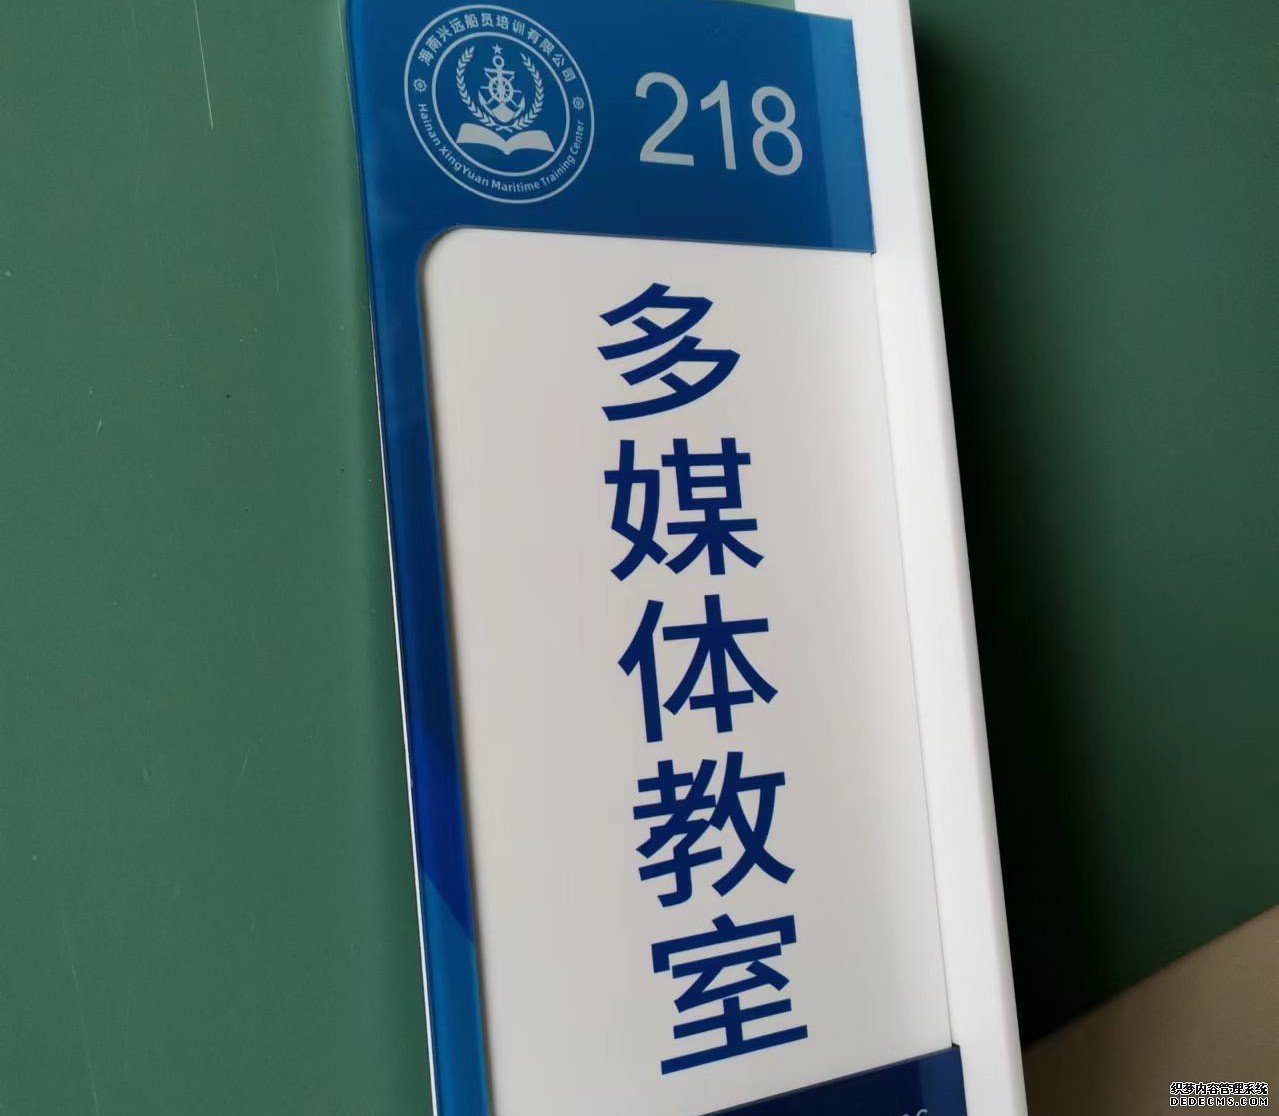 海南兴远船员培训有限公司
Hainan XingYuan Maritime Training Center
218
多媒体教室
织梦内容管理系统
DEDECMS.COM